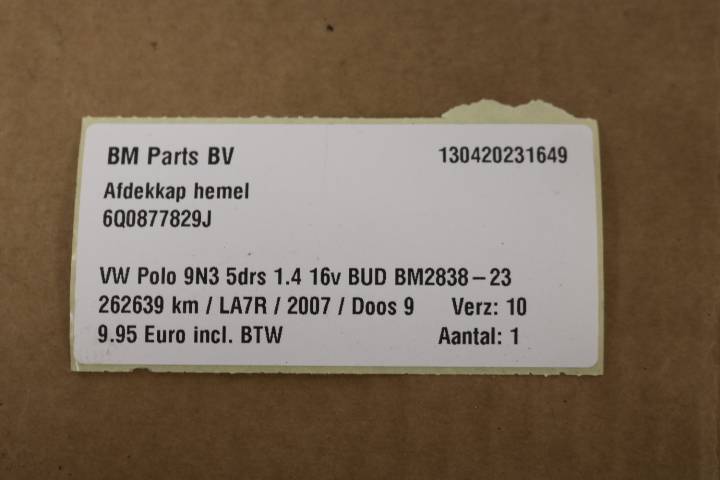 BM Parts BV 130420231649
Afdekkap hemel
6Q0877829J
VW Polo 9N3 5drs 1.4 16v BUD BM2838-23
262639 km / LA7R / 2007 / Doos 9 Verz: 10
9.95 Euro incl. BTW Aantal: 1